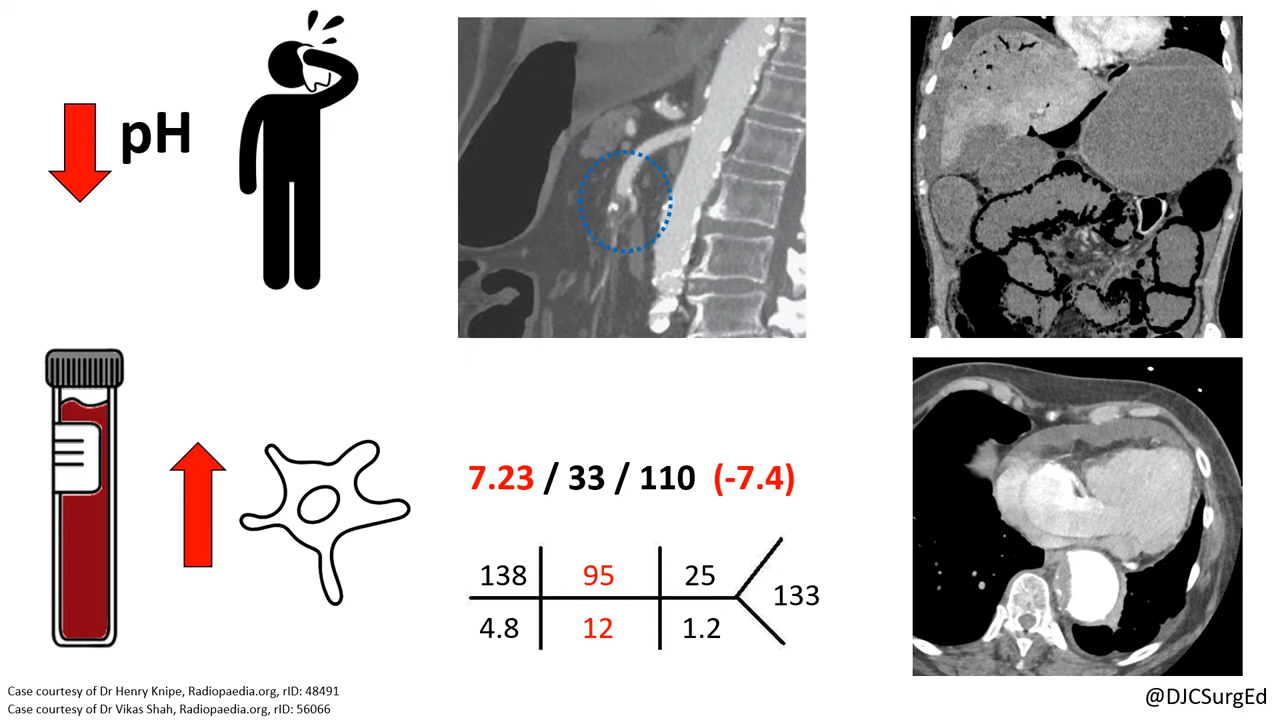 pH
7.23 / 33 / 110 (-7.4)
138 95 25
133
4.8 12 1.2
Case courtesy of Dr Henry Knipe, Radiopaedia.org, rID: 48491
Case courtesy of Dr Vikas Shah, Radiopaedia.org, rID: 56066
@DJCSurgEd